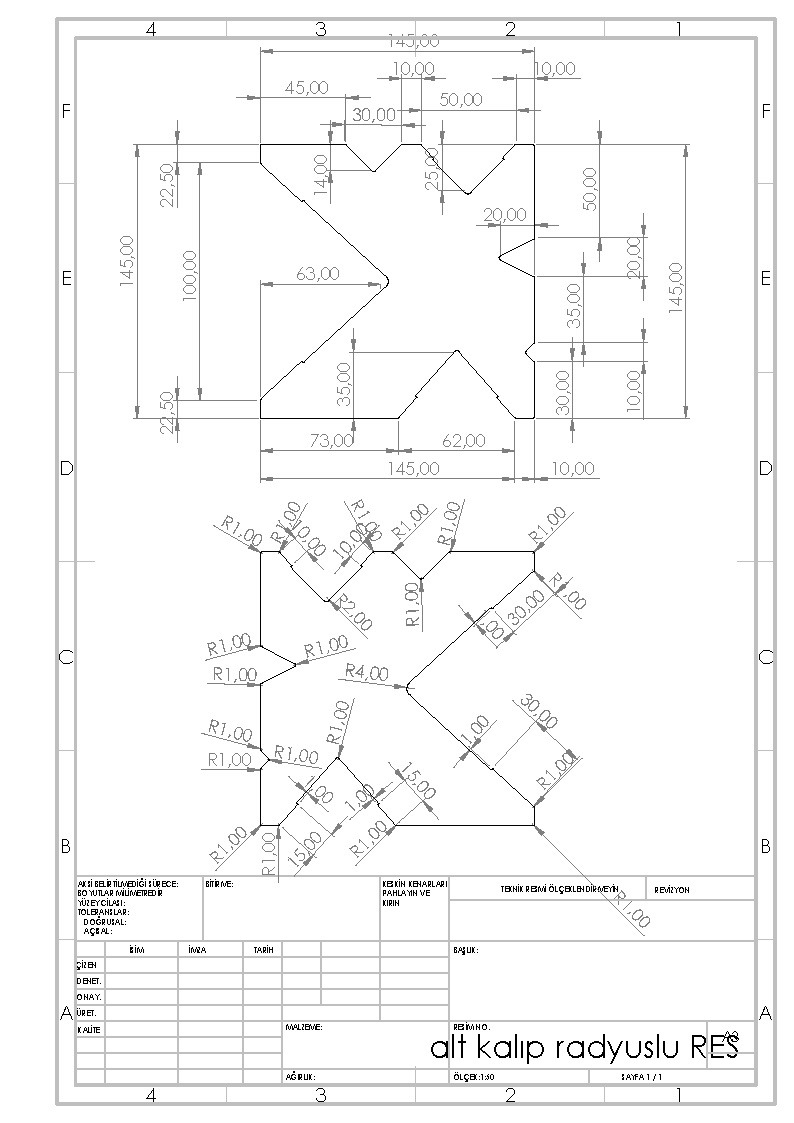 4 3 2 1
145,00
10,00 10,00
45,00 50,00
30,00
F F
14,00 25,00
22,50 50,00
20,00
145,00 100,00 20,00 145,00
E 63,00 E
35,00
35,00 30,00 10,00
22,50
73,00 62,00
D 145,00 10,00 D
R1,00 R1,00 10,00 R1,00 10,00 R1,00 R1,00 R1,00
R2,00 R1,00 30,00 R1,00
R1,00 R1,00
C R1,00 R4,00 C
R1,00 30,00
R1,00 R1,00 1,00
R1,00 15,00 R1,00
1,00 1,00
B R1,00 R1,00 15,00 R1,00 B
R1,00
AKSİ BELİRTİLMEDİĞİ SÜRECE:
BOYUTLAR MİLİMETREDİR
YÜZEY CİLASI:
TOLERANSLAR:
DOĞRUSAL:
AÇISAL:
BİTİRME:
KESKİN KENARLARI
PAHLAYIN VE
KIRIN
TEKNİK RESMİ ÖLÇEKLENDİRMEYİN
REVİZYON
İSİM İMZA TARİH
ÇİZEN
DENET.
ONAY.
ÜRET.
KALİTE
BAŞLIK:
MALZEME:
RESİM NO.
alt kalıp radyuslu RES
A3
AĞIRLIK:
ÖLÇEK:1:50
SAYFA 1 / 1
A A
4 3 2 1